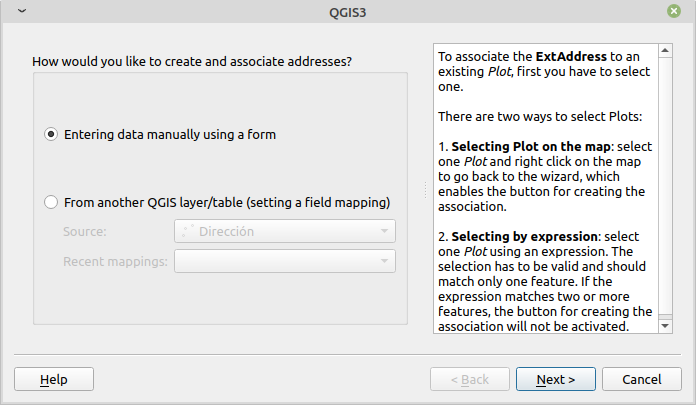 QGIS3
How would you like to create and associate addresses?
Entering data manually using a form
From another QGIS layer/table (setting a field mapping)
Source:
Dirección
Recent mappings:
To associate the ExtAddress to an
existing Plot, first you have to select
one.
There are two ways to select Plots:
1. Selecting Plot on the map: select
one Plot and right click on the map
to go back to the wizard, which
enables the button for creating the
association.
2. Selecting by expression: select
one Plot using an expression. The
selection has to be valid and should
match only one feature. If the
expression matches two or more
features, the button for creating the
association will not be activated.
Help
< Back
Next >
Cancel